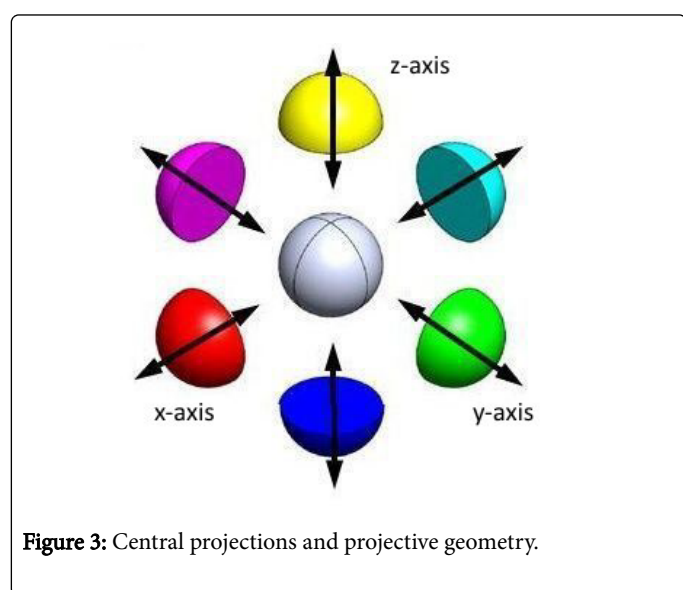 z-axis
x-axis
y-axis
Figure 3: Central projections and projective geometry.